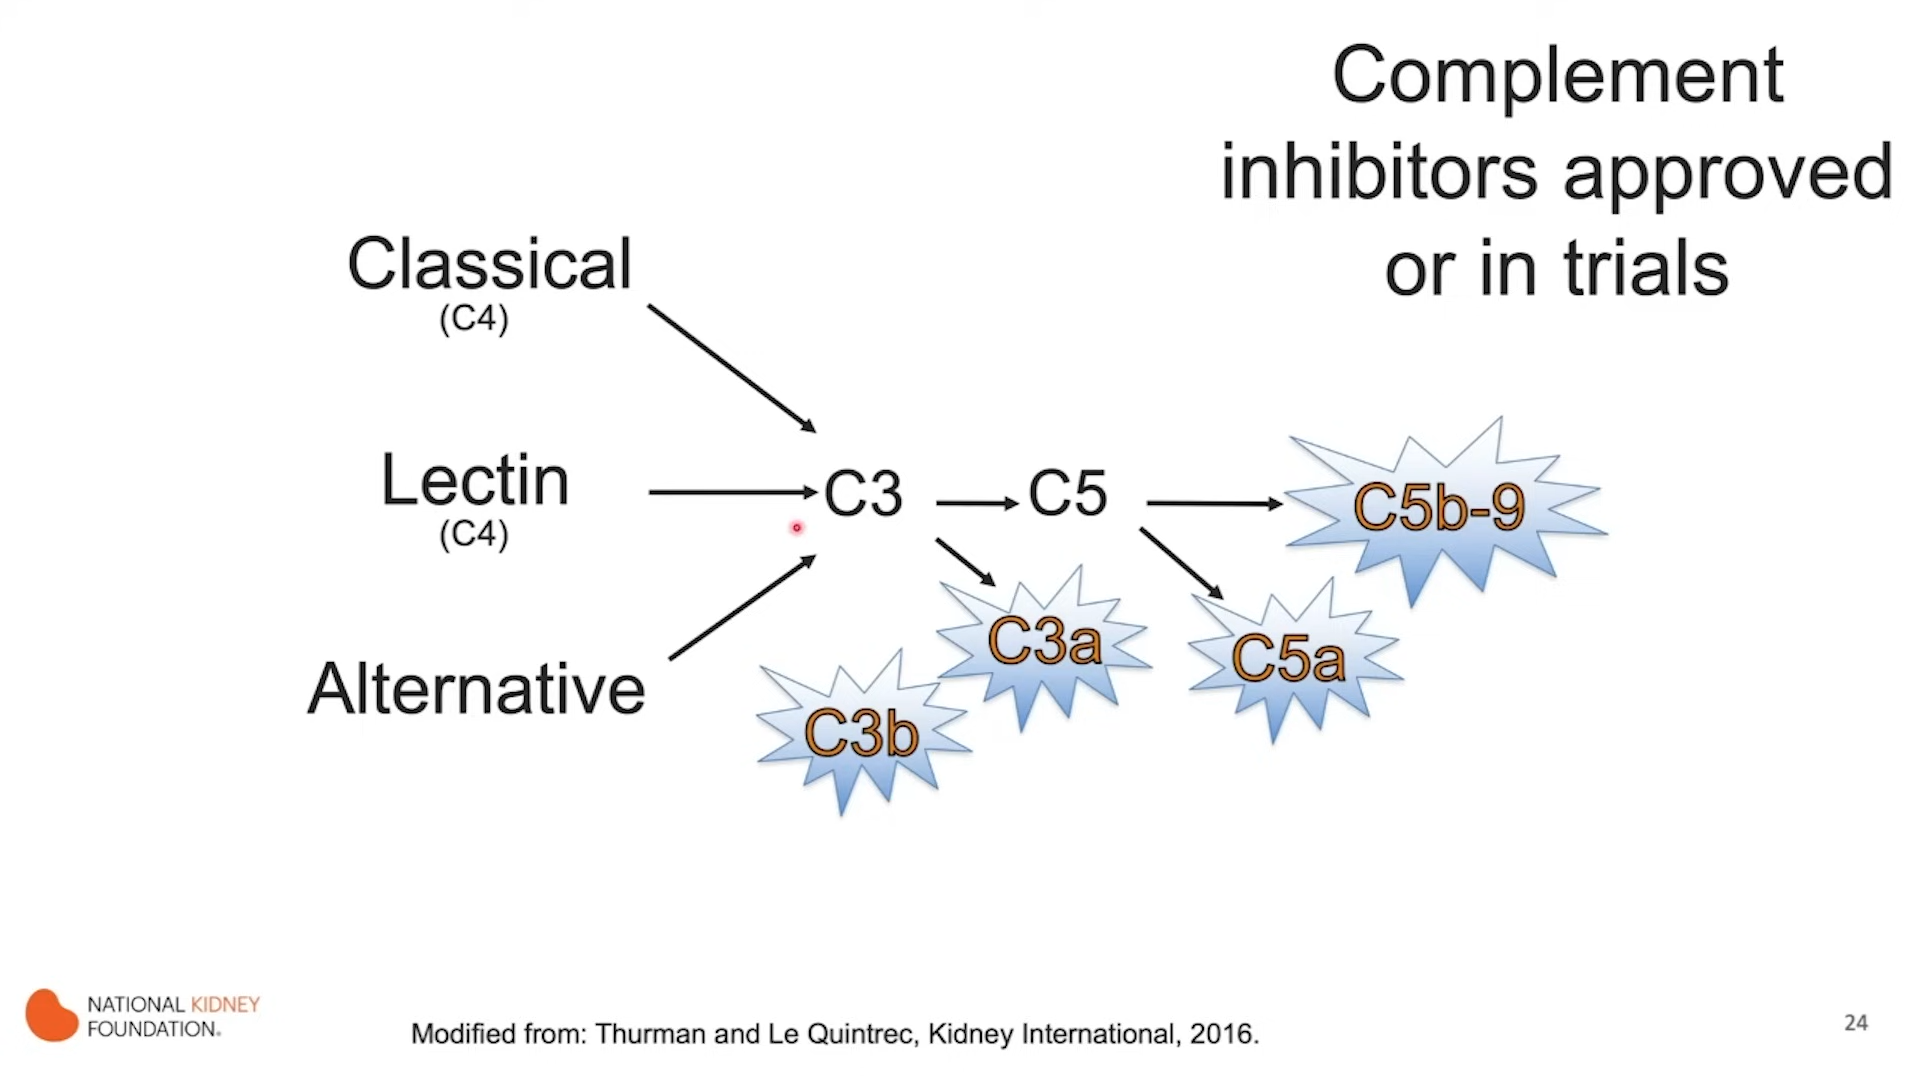 Complement
inhibitors approved
or in trials
Classical
(C4)
Lectin
(C4)
Alternative
C3
C5
C5b-9
C3a
C5a
C3b
NATIONAL KIDNEY
FOUNDATION®
Modified from: Thurman and Le Quintrec, Kidney International, 2016.
24